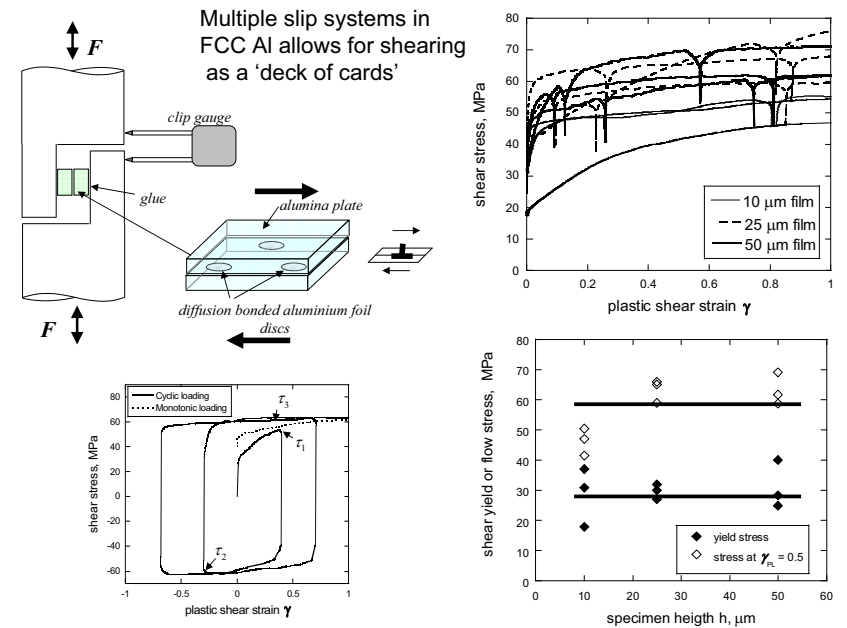 Multiple slip systems in
FCC Al allows for shearing
as a ‘deck of cards’
F
clip gauge
glue
alumina plate
diffusion bonded aluminium foil
discs
F
80
70
60
50
40
30
20
10
0
shear stress, MPa
10 μm film
25 μm film
50 μm film
0
0.2
0.4
0.6
0.8
1
plastic shear strain γ
80
60
40
20
0
-20
-40
-60
shear stress, MPa
Cyclic loading
Monotonic loading
τ3
τ1
τ2
-1
-0.5
0
0.5
1
plastic shear strain γ
80
70
60
50
40
30
20
10
0
shear yield or flow stress, MPa
yield stress
stress at γPL = 0.5
0
10
20
30
40
50
60
specimen heigth h, μm